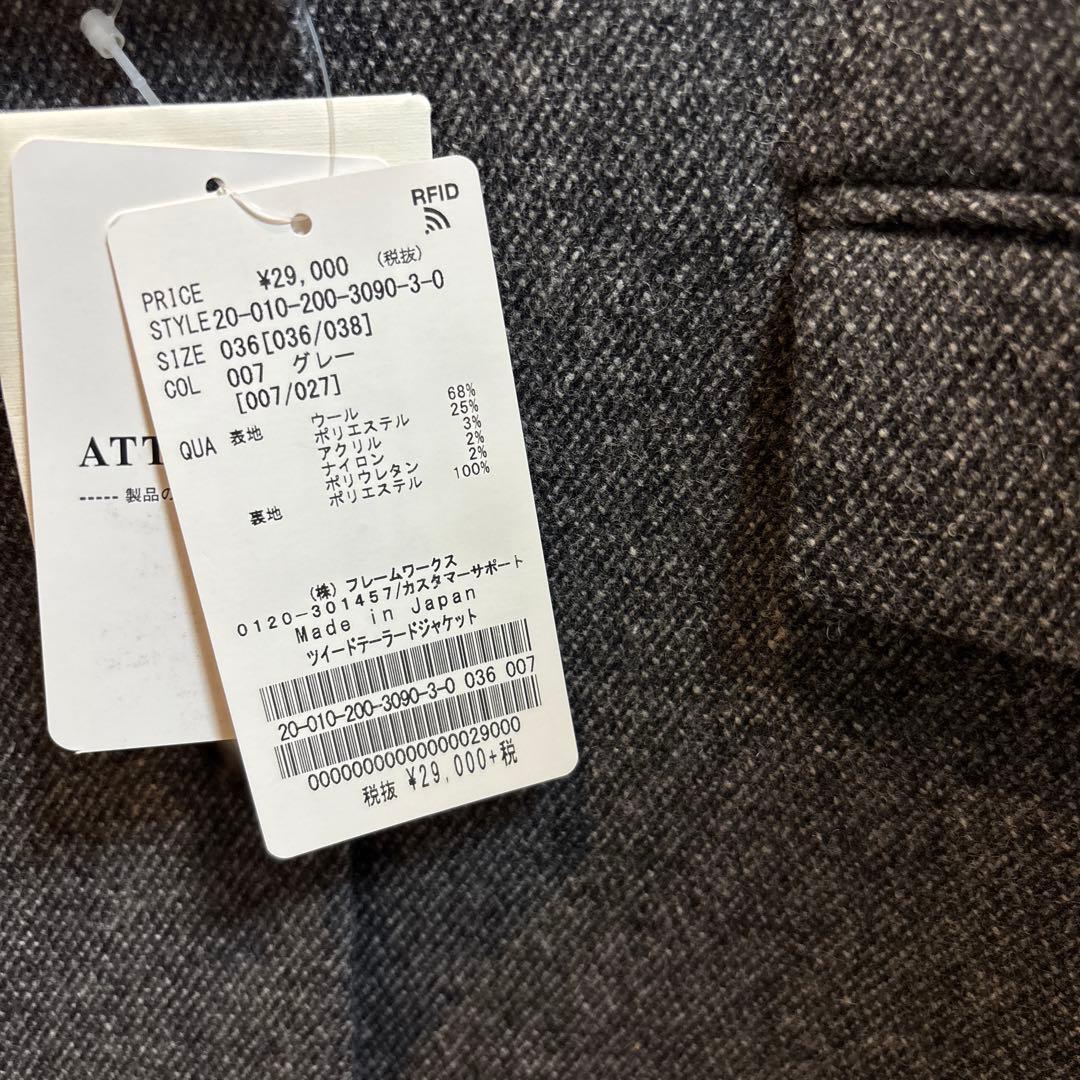 RFID
PRICE ¥29,000 (税抜)
STYLE 20-010-200-3090-3-0
SIZE 036[036/038]
COL 007 グレー
[007/027]
QUA 表地 ウール 68%
ポリエステル 25%
アクリル 3%
ナイロン 2%
ポリウレタン 2%
裏地 ポリエステル 100%
(株)フレームワークス
0120-301457/カスタマーサポート
Made in Japan
ツイードテーラードジャケット
20-010-200-3090-3-0 036 007
0000000000000029000
税抜 ¥29,000+税
ATT
----- 製品の